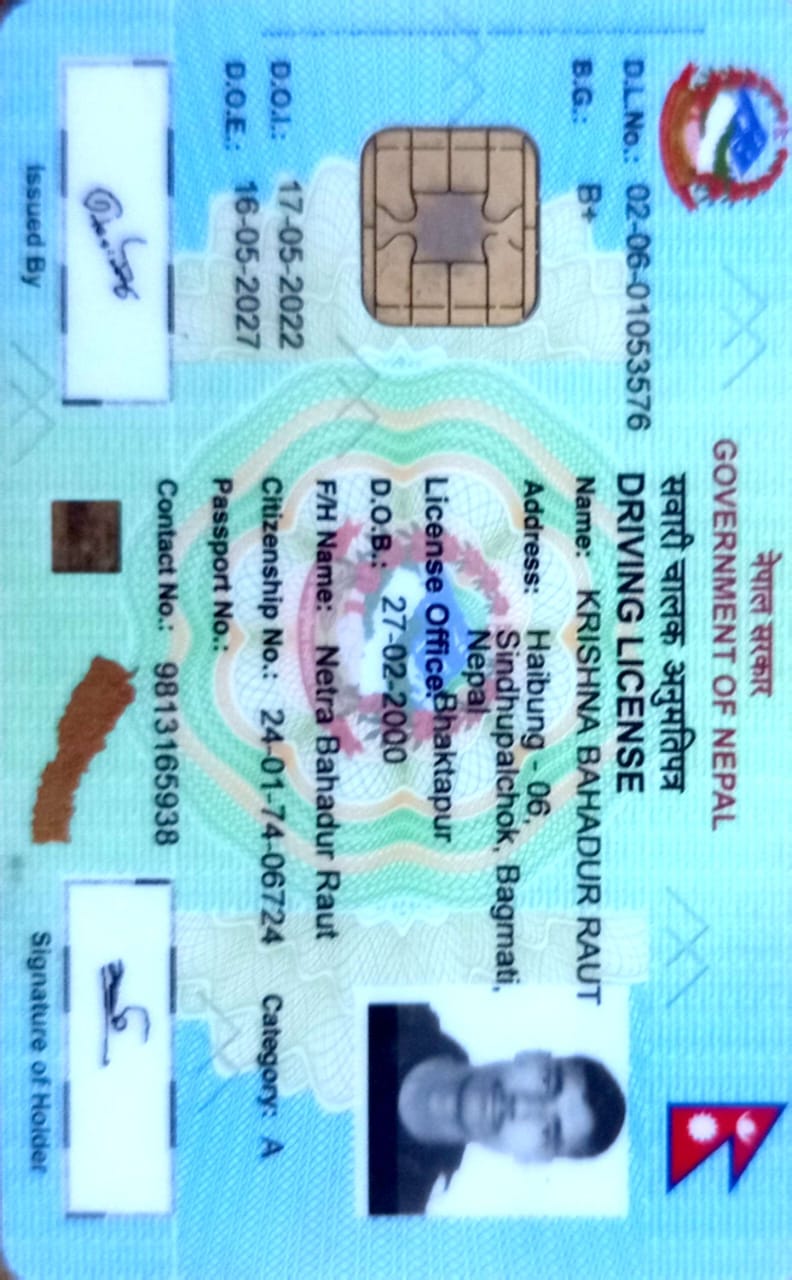 नेपाल सरकार
GOVERNMENT OF NEPAL
सवारी चालक अनुमतिपत्र
DRIVING LICENSE
D.L.No.: 02-06-01053576
B.G.: B+
Name: KRISHNA BAHADUR RAUT
Address: Haibung - 06,
Sindhupalchok, Bagmati,
Nepal
License Office: Bhaktapur
D.O.B.: 27-02-2000
F/H Name: Netra Bahadur Raut
D.O.I.: 17-05-2022
D.O.E.: 16-05-2027
Citizenship No.: 24-01-74-06724 Category: A
Passport No.:
Contact No.: 9813165938
Issued By
Signature of Holder